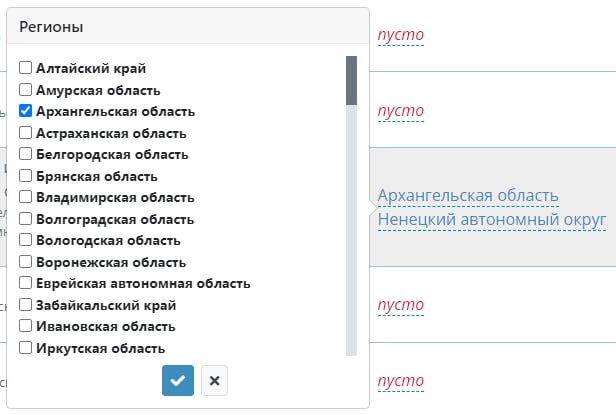 Регионы
Алтайский край
Амурская область
Архангельская область
Астраханская область
Белгородская область
Брянская область
Владимирская область
Волгоградская область
Вологодская область
Воронежская область
Еврейская автономная область
Забайкальский край
Ивановская область
Иркутская область
пусто
пусто
Архангельская область
Ненецкий автономный округ
пусто
пусто